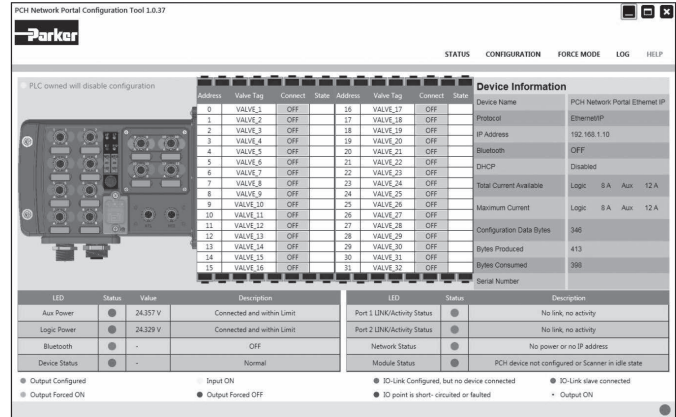 PCH Network Portal Configuration Tool 1.0.37
Parker
STATUS CONFIGURATION FORCE MODE LOG HELP
PLC owned will disable configuration
Address Valve Tag Connect State Address Valve Tag Connect State
0 VALVE_1 OFF 16 VALVE_17 OFF
1 VALVE_2 OFF 17 VALVE_18 OFF
2 VALVE_3 OFF 18 VALVE_19 OFF
3 VALVE_4 OFF 19 VALVE_20 OFF
4 VALVE_5 OFF 20 VALVE_21 OFF
5 VALVE_6 OFF 21 VALVE_22 OFF
6 VALVE_7 OFF 22 VALVE_23 OFF
7 VALVE_8 OFF 23 VALVE_24 OFF
8 VALVE_9 OFF 24 VALVE_25 OFF
9 VALVE_10 OFF 25 VALVE_26 OFF
10 VALVE_11 OFF 26 VALVE_27 OFF
11 VALVE_12 OFF 27 VALVE_28 OFF
12 VALVE_13 OFF 28 VALVE_29 OFF
13 VALVE_14 OFF 29 VALVE_30 OFF
14 VALVE_15 OFF 30 VALVE_31 OFF
15 VALVE_16 OFF 31 VALVE_32 OFF
Device Information
Device Name PCH Network Portal Ethernet IP
Protocol Ethernet/IP
IP Address 192.168.1.10
Bluetooth OFF
DHCP Disabled
Total Current Available Logic 8 A Aux 12 A
Maximum Current Logic 8 A Aux 12 A
Configuration Data Bytes 346
Bytes Produced 413
Bytes Consumed 398
Serial Number
LED Status Value Description
Aux Power 24.357 V Connected and within Limit
Logic Power 24.329 V Connected and within Limit
Bluetooth - OFF
Device Status - Normal
LED Status Description
Port 1 LINK/Activity Status No link, no activity
Port 2 LINK/Activity Status No link, no activity
Network Status No power or no IP address
Module Status PCH device not configured or Scanner in idle state
Output Configured Input ON IO-Link Configured, but no device connected IO-Link slave connected
Output Forced ON Output Forced OFF IO point is short- circuited or faulted Output ON